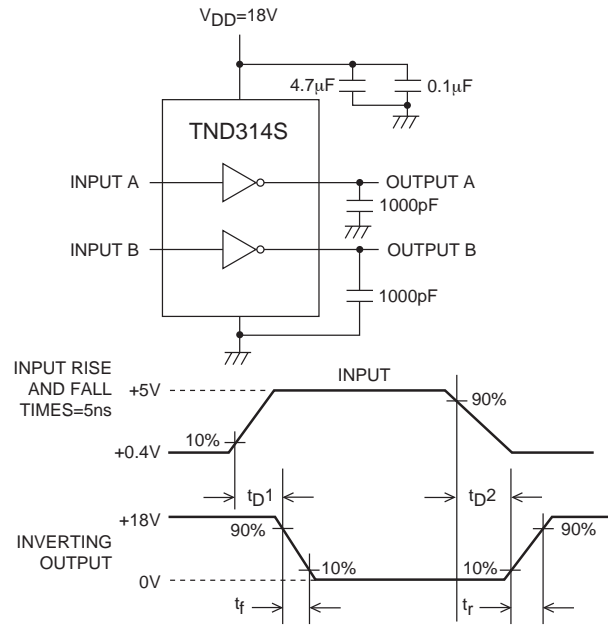 VDD=18V
4.7μF
0.1μF
TND314S
INPUT A
OUTPUT A
1000pF
INPUT B
OUTPUT B
1000pF
INPUT RISE
AND FALL
TIMES=5ns
+5V
INPUT
90%
10%
+0.4V
tD1
tD2
+18V
90%
90%
INVERTING
OUTPUT
10%
10%
0V
tf
tr